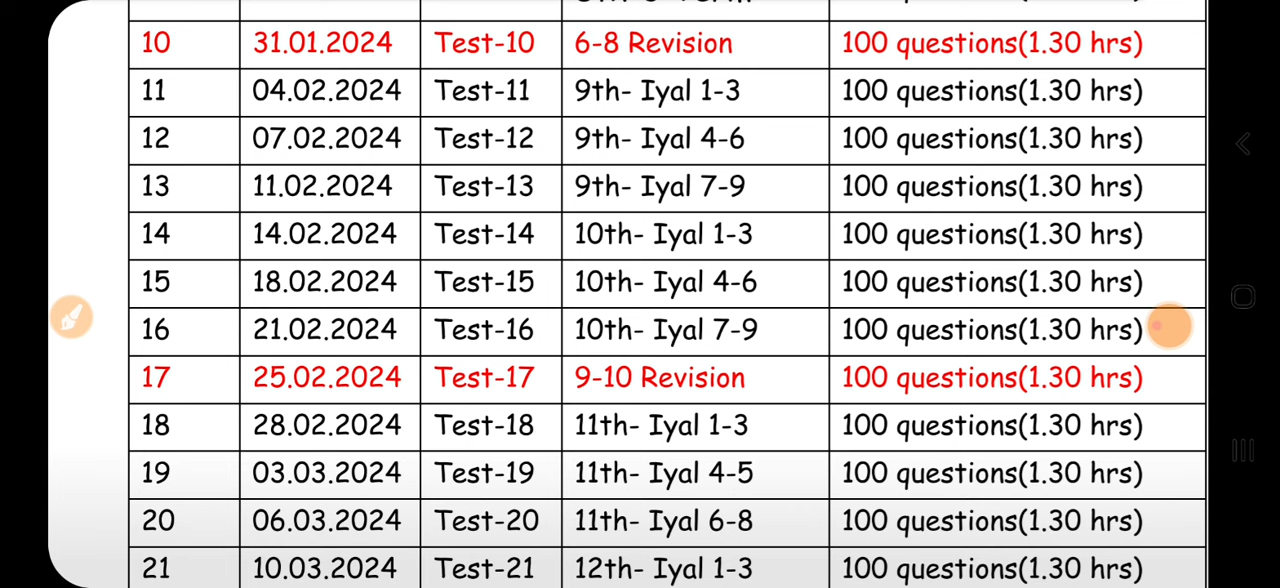 10 31.01.2024 Test-10 6-8 Revision 100 questions(1.30 hrs)
11 04.02.2024 Test-11 9th- Iyal 1-3 100 questions(1.30 hrs)
12 07.02.2024 Test-12 9th- Iyal 4-6 100 questions(1.30 hrs)
13 11.02.2024 Test-13 9th- Iyal 7-9 100 questions(1.30 hrs)
14 14.02.2024 Test-14 10th- Iyal 1-3 100 questions(1.30 hrs)
15 18.02.2024 Test-15 10th- Iyal 4-6 100 questions(1.30 hrs)
16 21.02.2024 Test-16 10th- Iyal 7-9 100 questions(1.30 hrs)
17 25.02.2024 Test-17 9-10 Revision 100 questions(1.30 hrs)
18 28.02.2024 Test-18 11th- Iyal 1-3 100 questions(1.30 hrs)
19 03.03.2024 Test-19 11th- Iyal 4-5 100 questions(1.30 hrs)
20 06.03.2024 Test-20 11th- Iyal 6-8 100 questions(1.30 hrs)
21 10.03.2024 Test-21 12th- Iyal 1-3 100 questions(1.30 hrs)